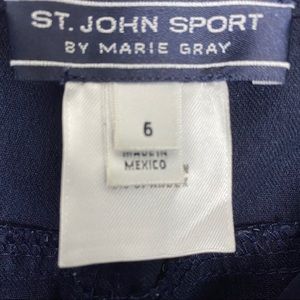 ST. JOHN SPORT
BY MARIE GRAY
6
MADE IN
MEXICO